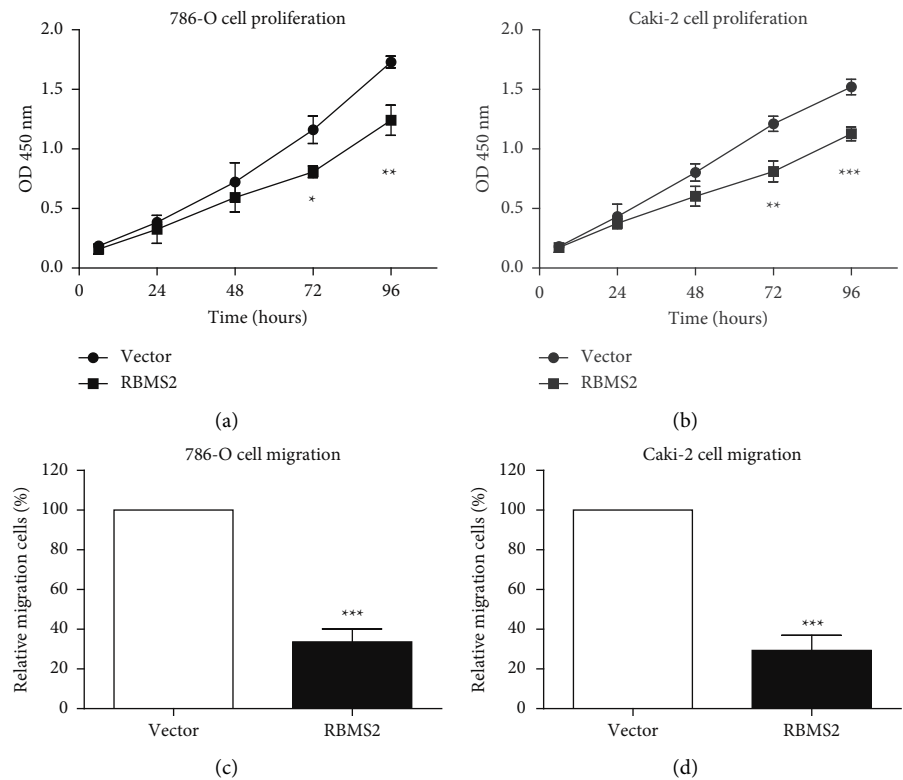 786-O cell proliferation
2.0
1.5
1.0
0.5
0.0
OD 450 nm
*
**
0 24 48 72 96
Time (hours)
Vector
RBMS2
(a)
Caki-2 cell proliferation
2.0
1.5
1.0
0.5
0.0
OD 450 nm
**
***
0 24 48 72 96
Time (hours)
Vector
RBMS2
(b)
786-O cell migration
120
100
80
60
40
20
0
Relative migration cells (%)
***
Vector RBMS2
(c)
Caki-2 cell migration
120
100
80
60
40
20
0
Relative migration cells (%)
***
Vector RBMS2
(d)